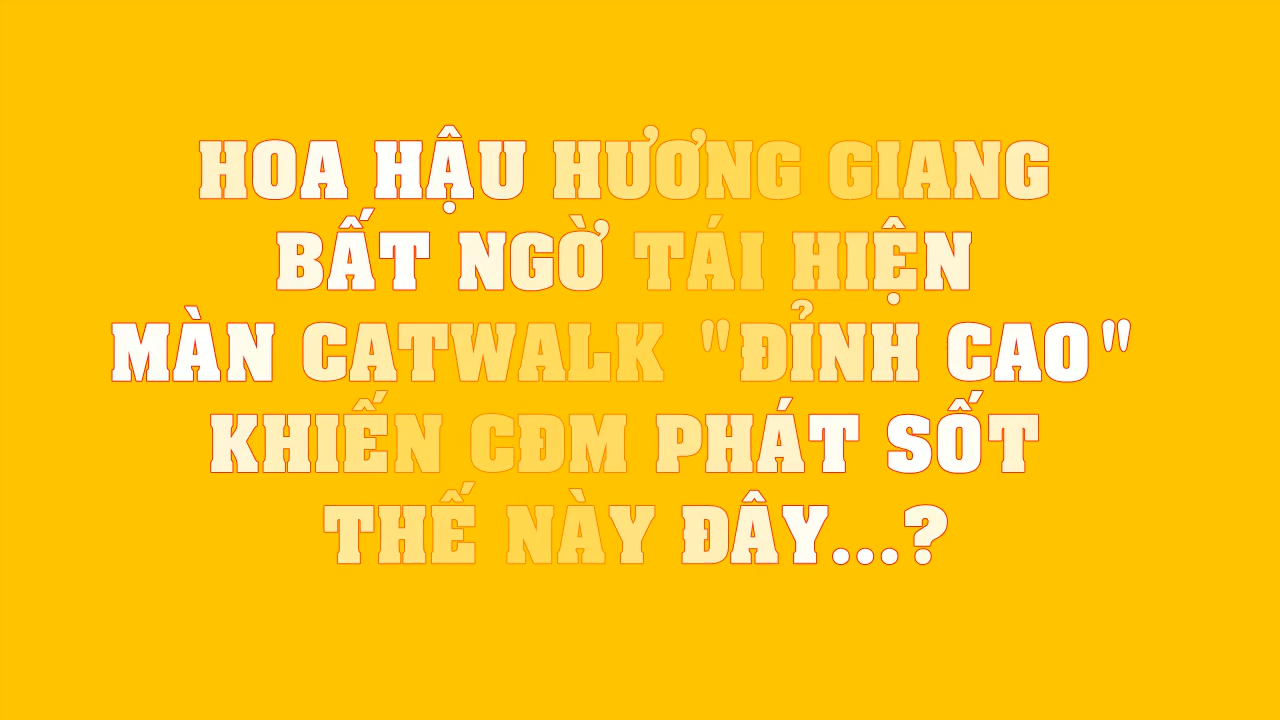 HOA HẬU HƯƠNG GIANG
BẤT NGỜ TÁI HIỆN
MÀN CATWALK "ĐỈNH CAO"
KHIẾN CĐM PHÁT SỐT
THẾ NÀY ĐÂY...?